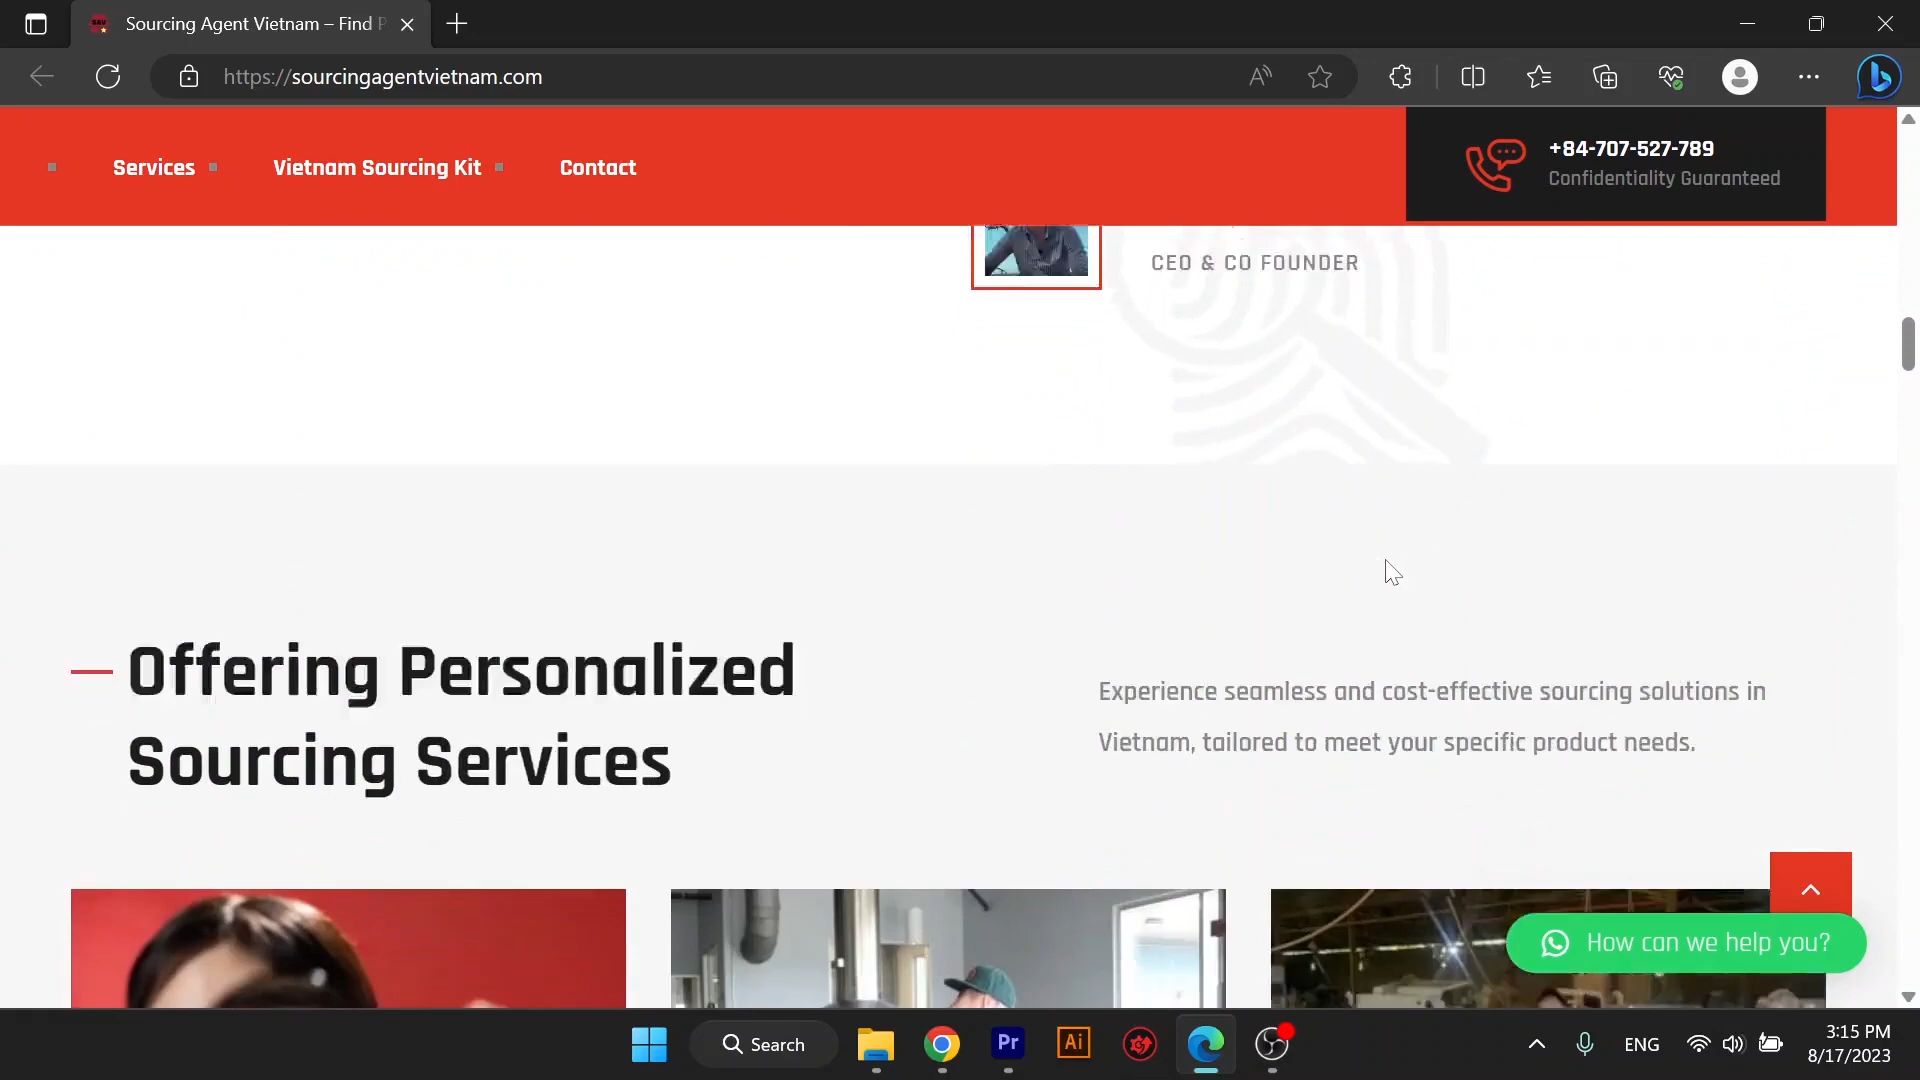 Sourcing Agent Vietnam – Find P
https://sourcingagentvietnam.com
Services
Vietnam Sourcing Kit
Contact
+84-707-527-789
Confidentiality Guaranteed
CEO & CO FOUNDER
Offering Personalized
Sourcing Services
Experience seamless and cost-effective sourcing solutions in
Vietnam, tailored to meet your specific product needs.
How can we help you?
Search
Pr
Ai
ENG
3:15 PM
8/17/2023